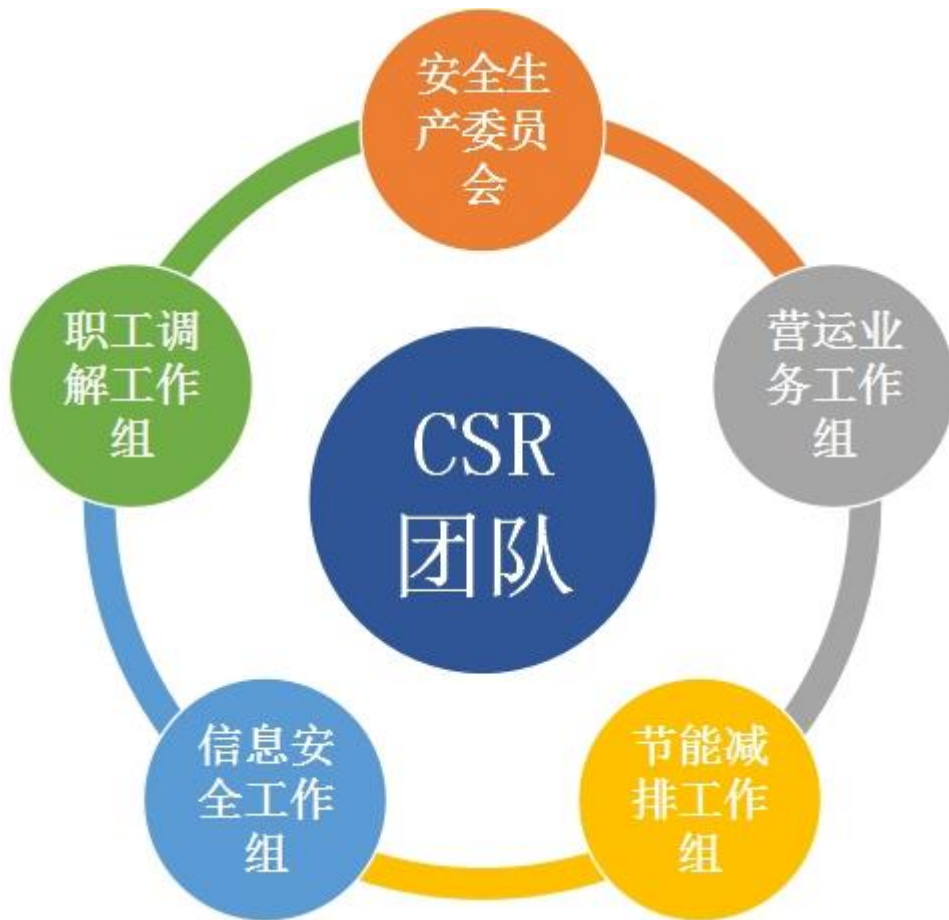 安全生
产委员
会
职工调
解工作
组
营运业
务工作
组
CSR
团队
信息安
全工作
组
节能减
排工作
组